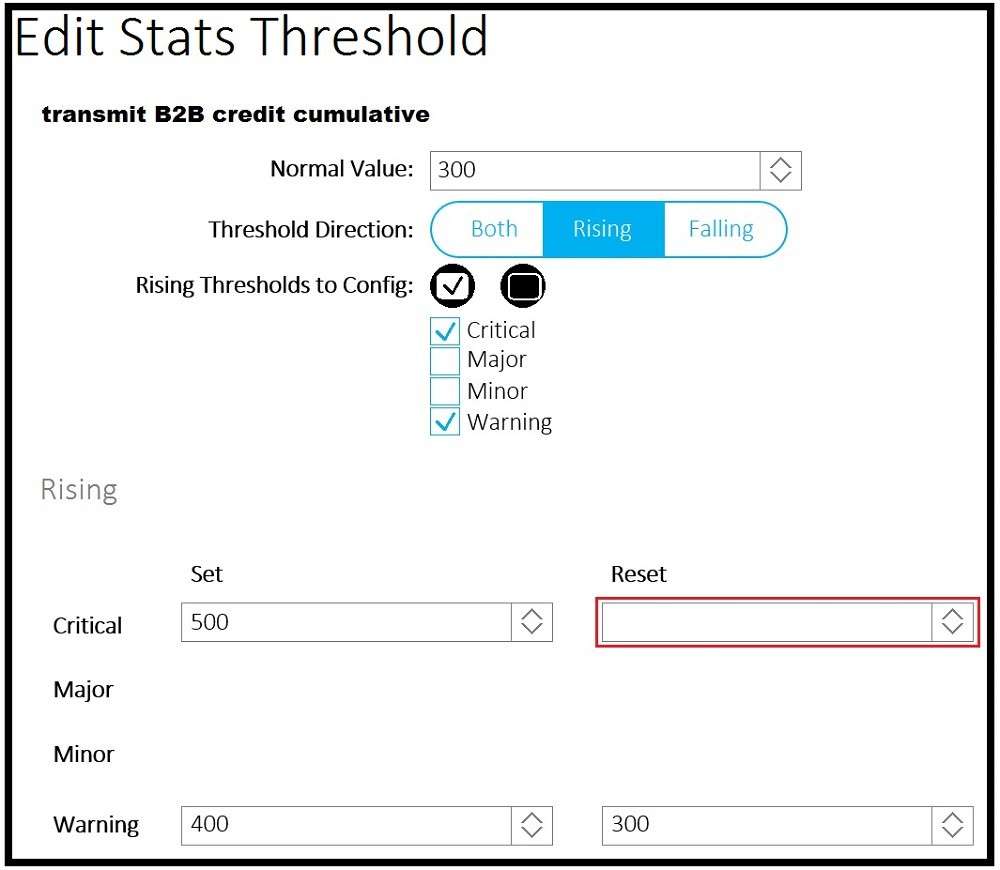 Edit Stats Threshold
transmit B2B credit cumulative
Normal Value: 300
Threshold Direction: Both Rising Falling
Rising Thresholds to Config:
Critical
Major
Minor
Warning
Rising
Set Reset
Critical 500
Major
Minor
Warning 400 300